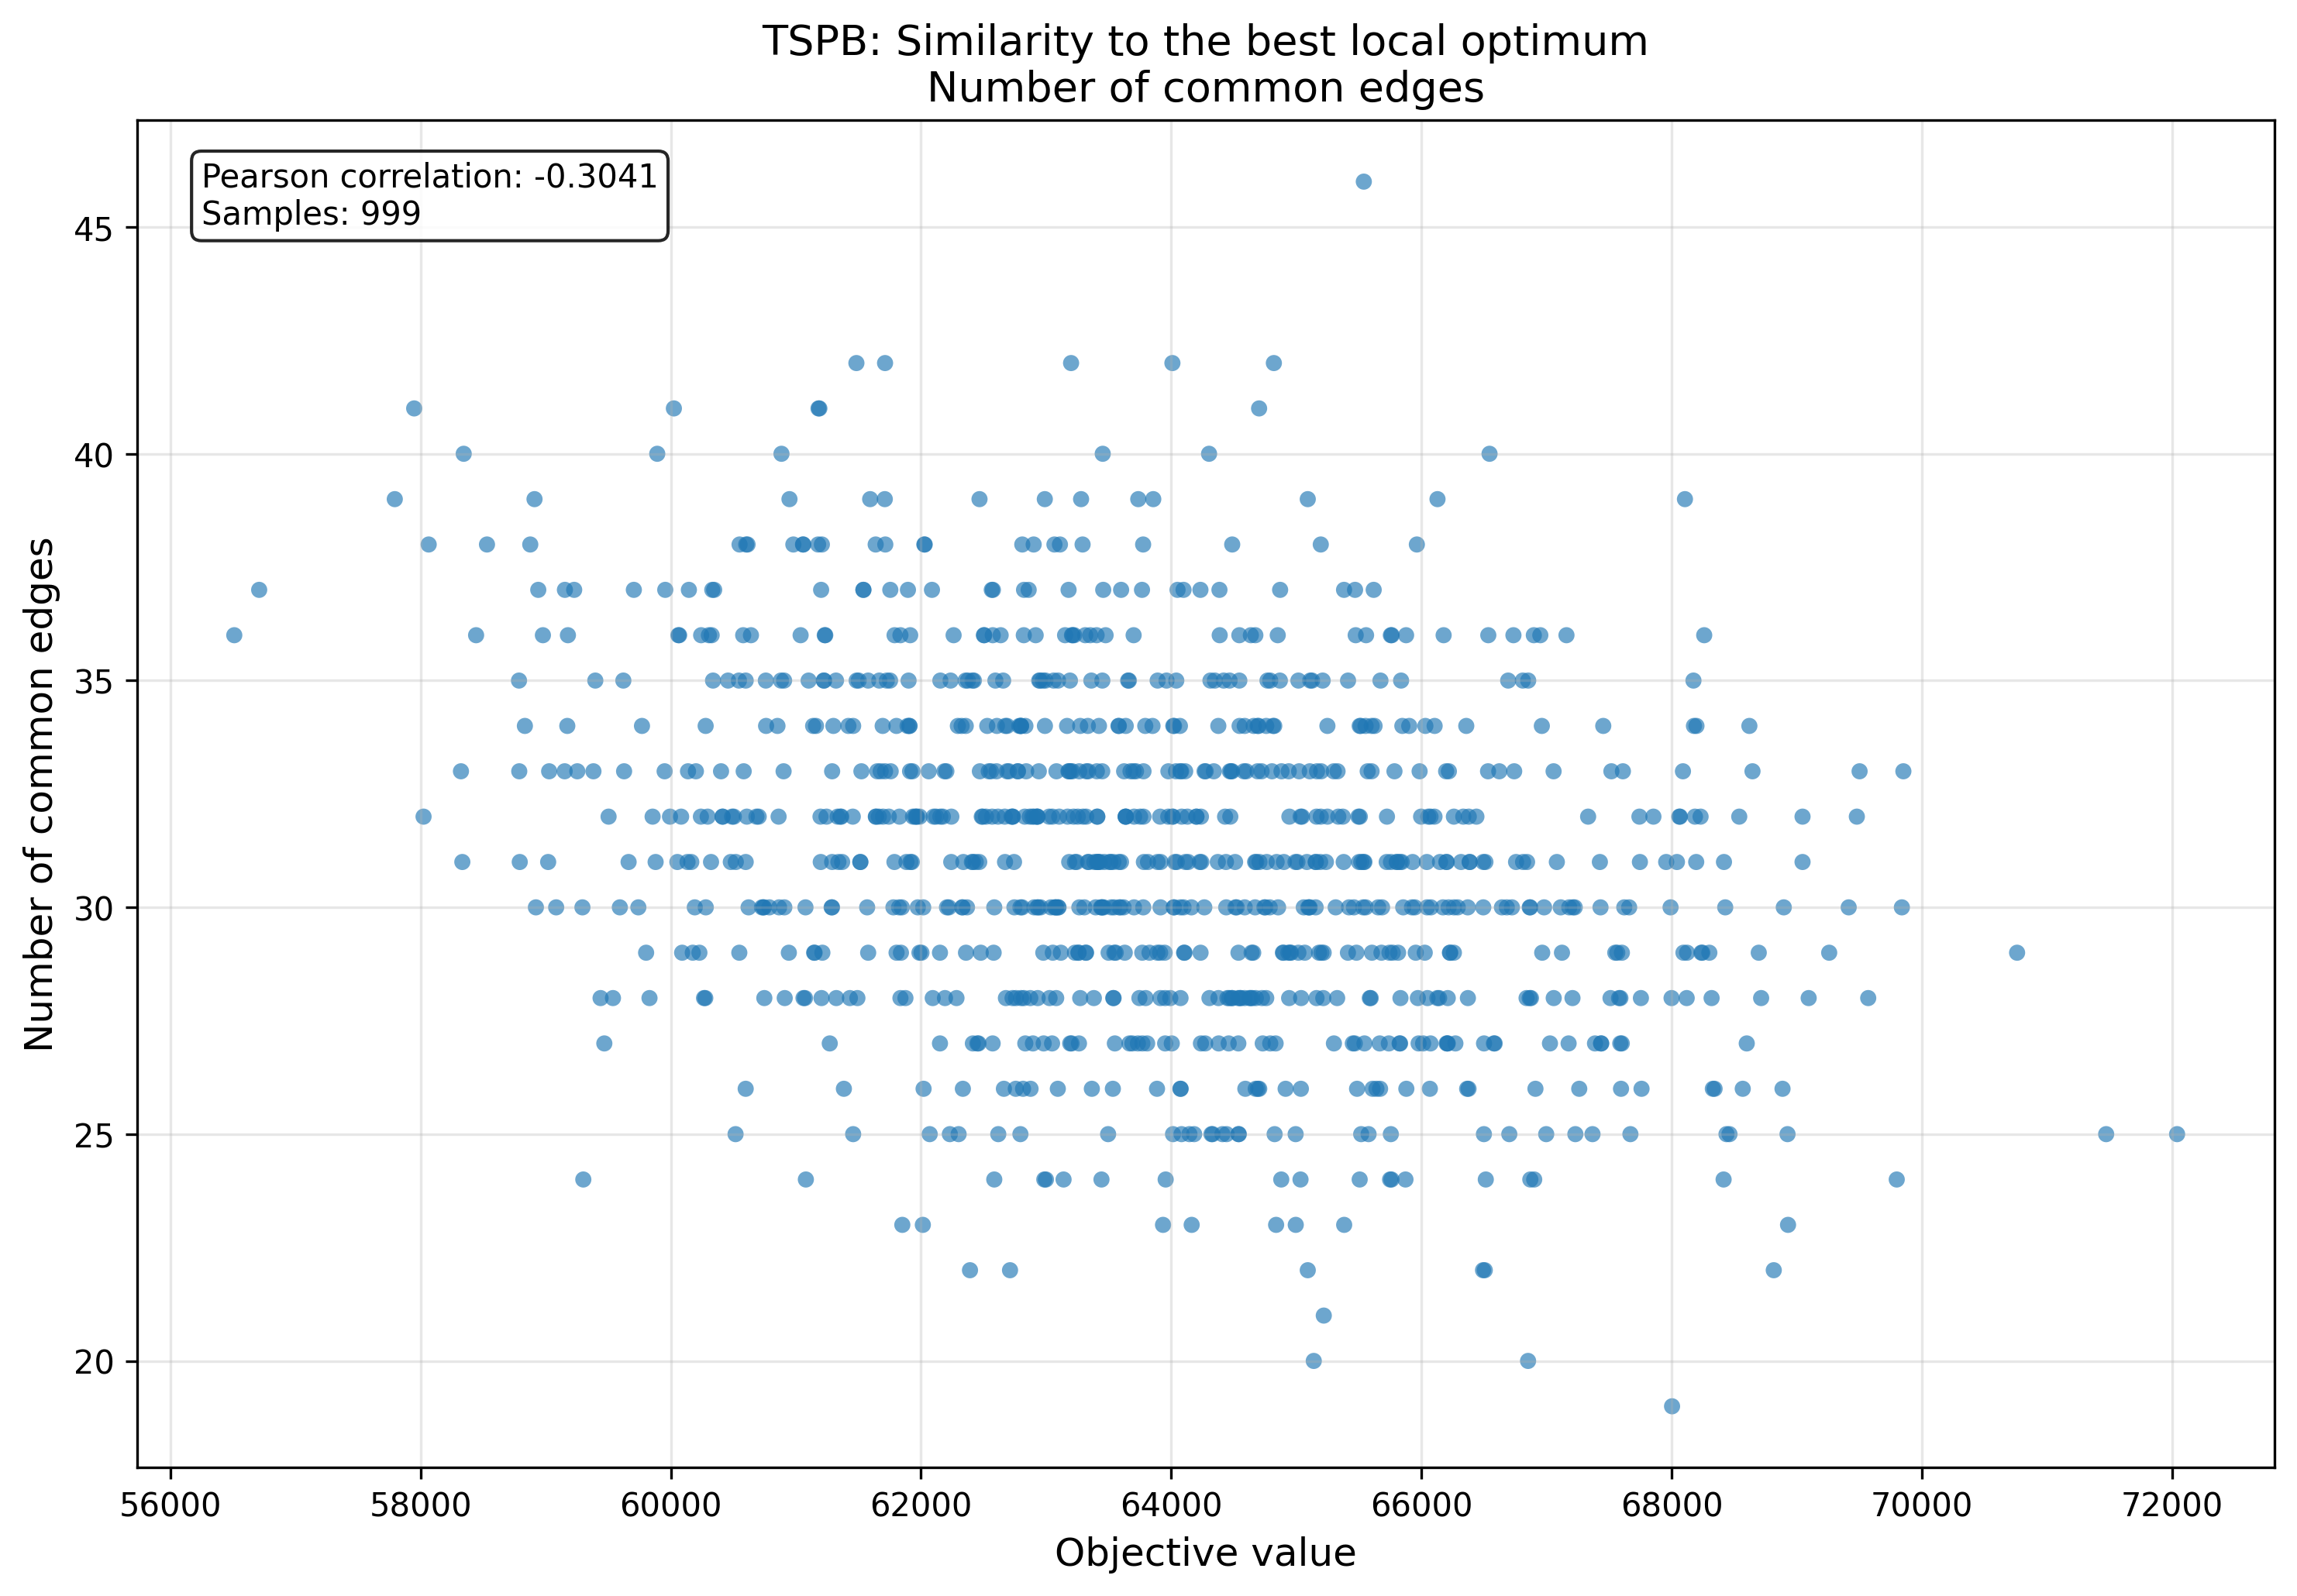 TSPB: Similarity to the best local optimum
Number of common edges
Pearson correlation: -0.3041
Samples: 999
45
40
35
30
25
20
Number of common edges
56000 58000 60000 62000 64000 66000 68000 70000 72000
Objective value